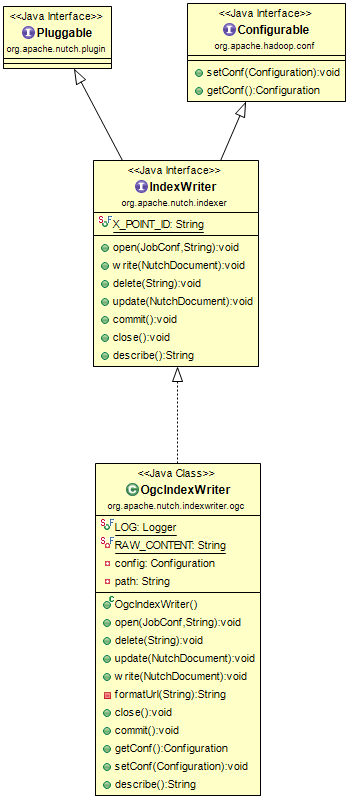 <<Java Interface>>
Pluggable
org.apache.nutch.plugin
<<Java Interface>>
Configurable
org.apache.hadoop.conf
setConf(Configuration):void
getConf():Configuration
<<Java Interface>>
IndexWriter
org.apache.nutch.indexer
X_POINT_ID: String
open(JobConf,String):void
write(NutchDocument):void
delete(String):void
update(NutchDocument):void
commit():void
close():void
describe():String
<<Java Class>>
OgcIndexWriter
org.apache.nutch.indexwriter.ogc
LOG: Logger
RAW_CONTENT: String
config: Configuration
path: String
OgcIndexWriter()
open(JobConf,String):void
delete(String):void
update(NutchDocument):void
write(NutchDocument):void
formatUrl(String):String
close():void
commit():void
getConf():Configuration
setConf(Configuration):void
describe():String